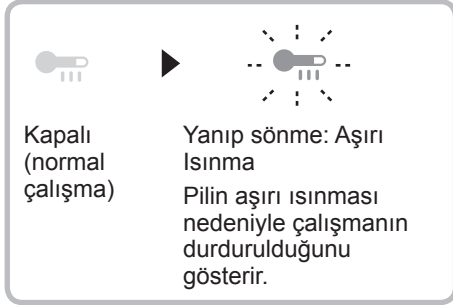 Kapalı
(normal
çalışma)
Yanıp sönme: Aşırı
Isınma
Pilin aşırı ısınması
nedeniyle çalışmanın
durdurulduğunu
gösterir.